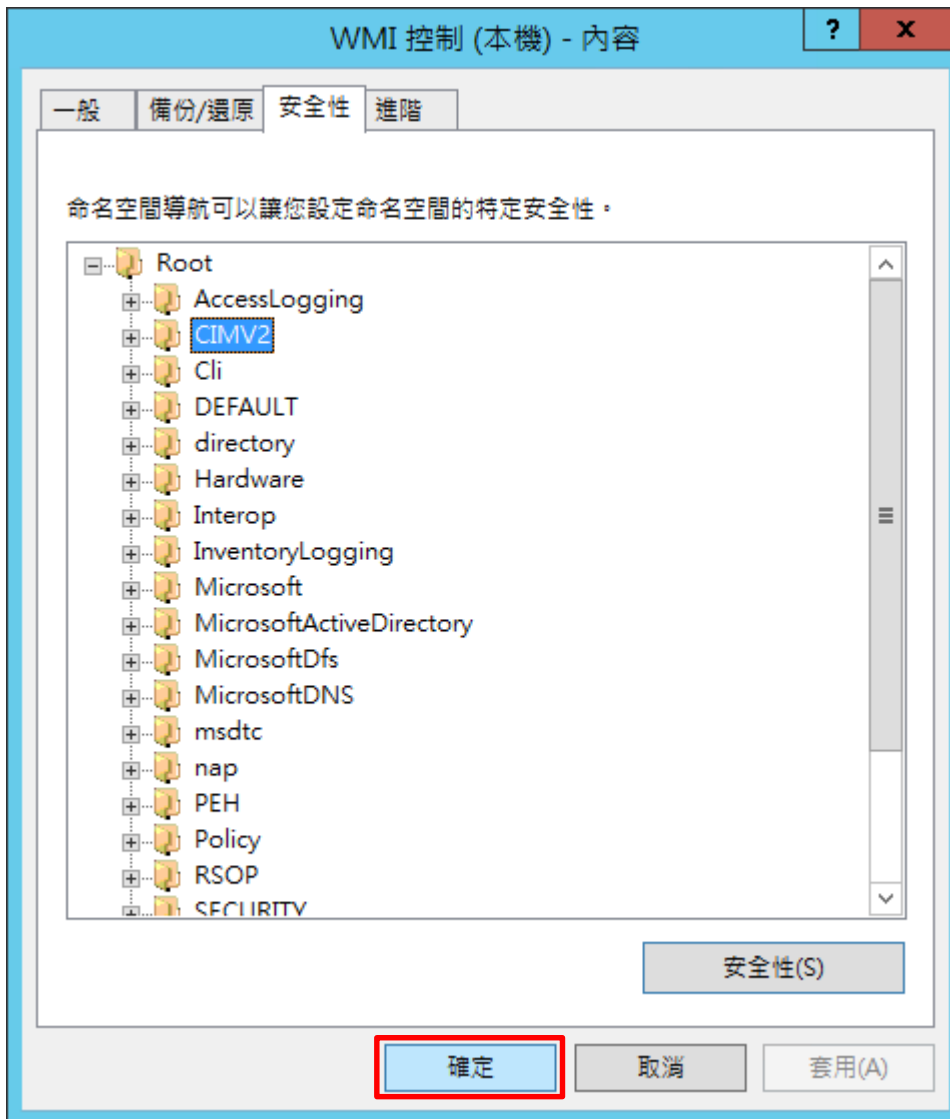 WMI 控制 (本機) - 內容
?
x
一般
備份/還原
安全性
進階
命名空間導航可以讓您設定命名空間的特定安全性。
Root
AccessLogging
CIMV2
Cli
DEFAULT
directory
Hardware
Interop
InventoryLogging
Microsoft
MicrosoftActiveDirectory
MicrosoftDfs
MicrosoftDNS
msdtc
nap
PEH
Policy
RSOP
SECURITY
安全性(S)
確定
取消
套用(A)